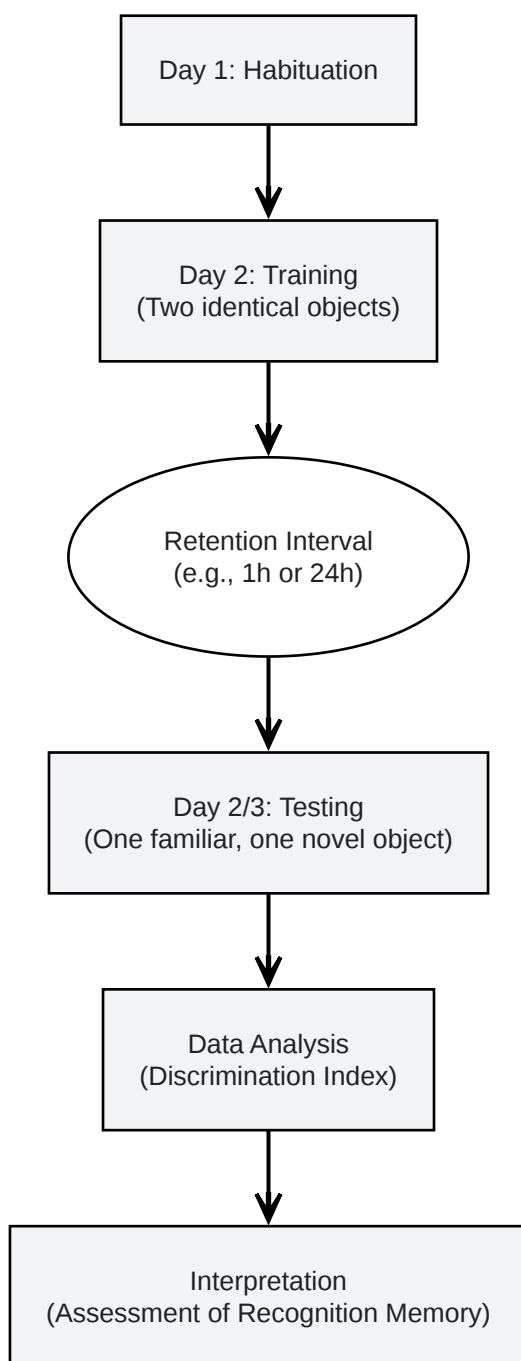 Day 1: Habituation
Day 2: Training
(Two identical objects)
Retention Interval
(e.g., 1h or 24h)
Day 2/3: Testing
(One familiar, one novel object)
Data Analysis
(Discrimination Index)
Interpretation
(Assessment of Recognition Memory)